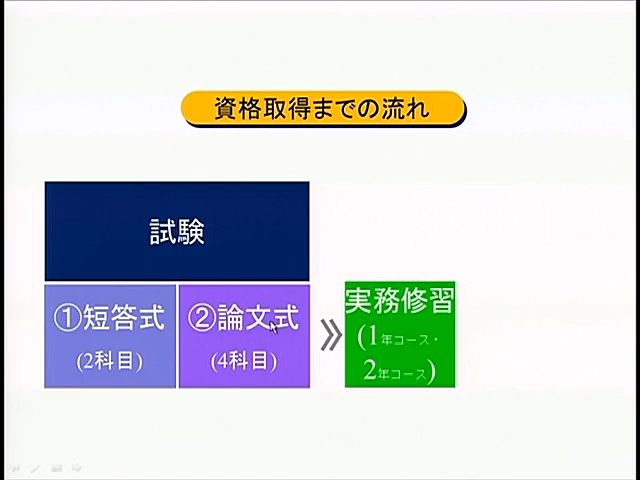 資格取得までの流れ
試験
①短答式
(2科目)
②論文式
(4科目)
実務修習
(1年コース・
2年コース)